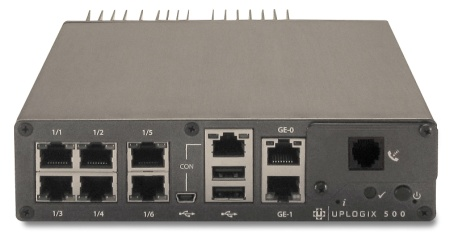 1/1 1/2 1/5 GE-0
CON
1/3 1/4 1/6 GE-1
i
UPLOGIX 500